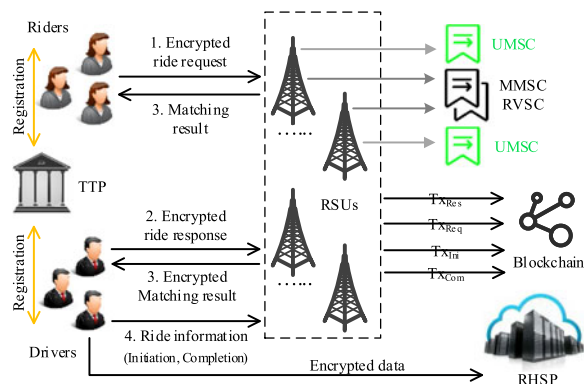 Riders
Registration
1. Encrypted
ride request
3. Matching
result
......
UMSC
MMSC
RVSC
UMSC
TTP
RSUs
Registration
2. Encrypted
ride response
3. Encrypted
Matching result
4. Ride information
(Initiation, Completion)
......
Tx_Res
Tx_Req
Tx_Ini
Tx_Com
Blockchain
Drivers
Encrypted data
RHSP